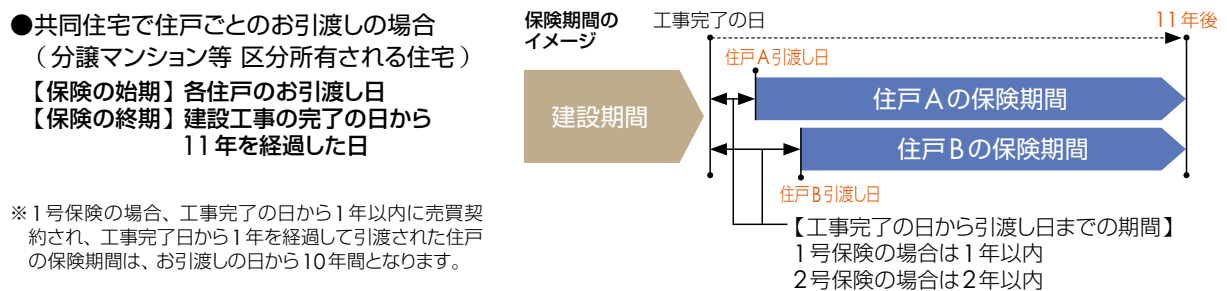 ●共同住宅で住戸ごとのお引渡しの場合
（分譲マンション等 区分所有される住宅）
【保険の始期】各住戸のお引渡し日
【保険の終期】建設工事の完了の日から
11年を経過した日
※1号保険の場合、工事完了の日から1年以内に売買契
約され、工事完了日から1年を経過して引渡された住戸
の保険期間は、お引渡しの日から10年間となります。
保険期間の
イメージ
工事完了の日
11年後
住戸A引渡し日
建設期間
住戸Aの保険期間
住戸Bの保険期間
住戸B引渡し日
【工事完了の日から引渡し日までの期間】
1号保険の場合は1年以内
2号保険の場合は2年以内